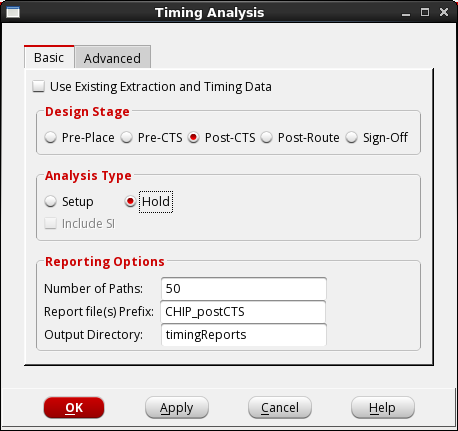 Timing Analysis
Basic Advanced
Use Existing Extraction and Timing Data
Design Stage
Pre-Place Pre-CTS Post-CTS Post-Route Sign-Off
Analysis Type
Setup Hold
Include SI
Reporting Options
Number of Paths: 50
Report file(s) Prefix: CHIP_postCTS
Output Directory: timingReports
OK Apply Cancel Help